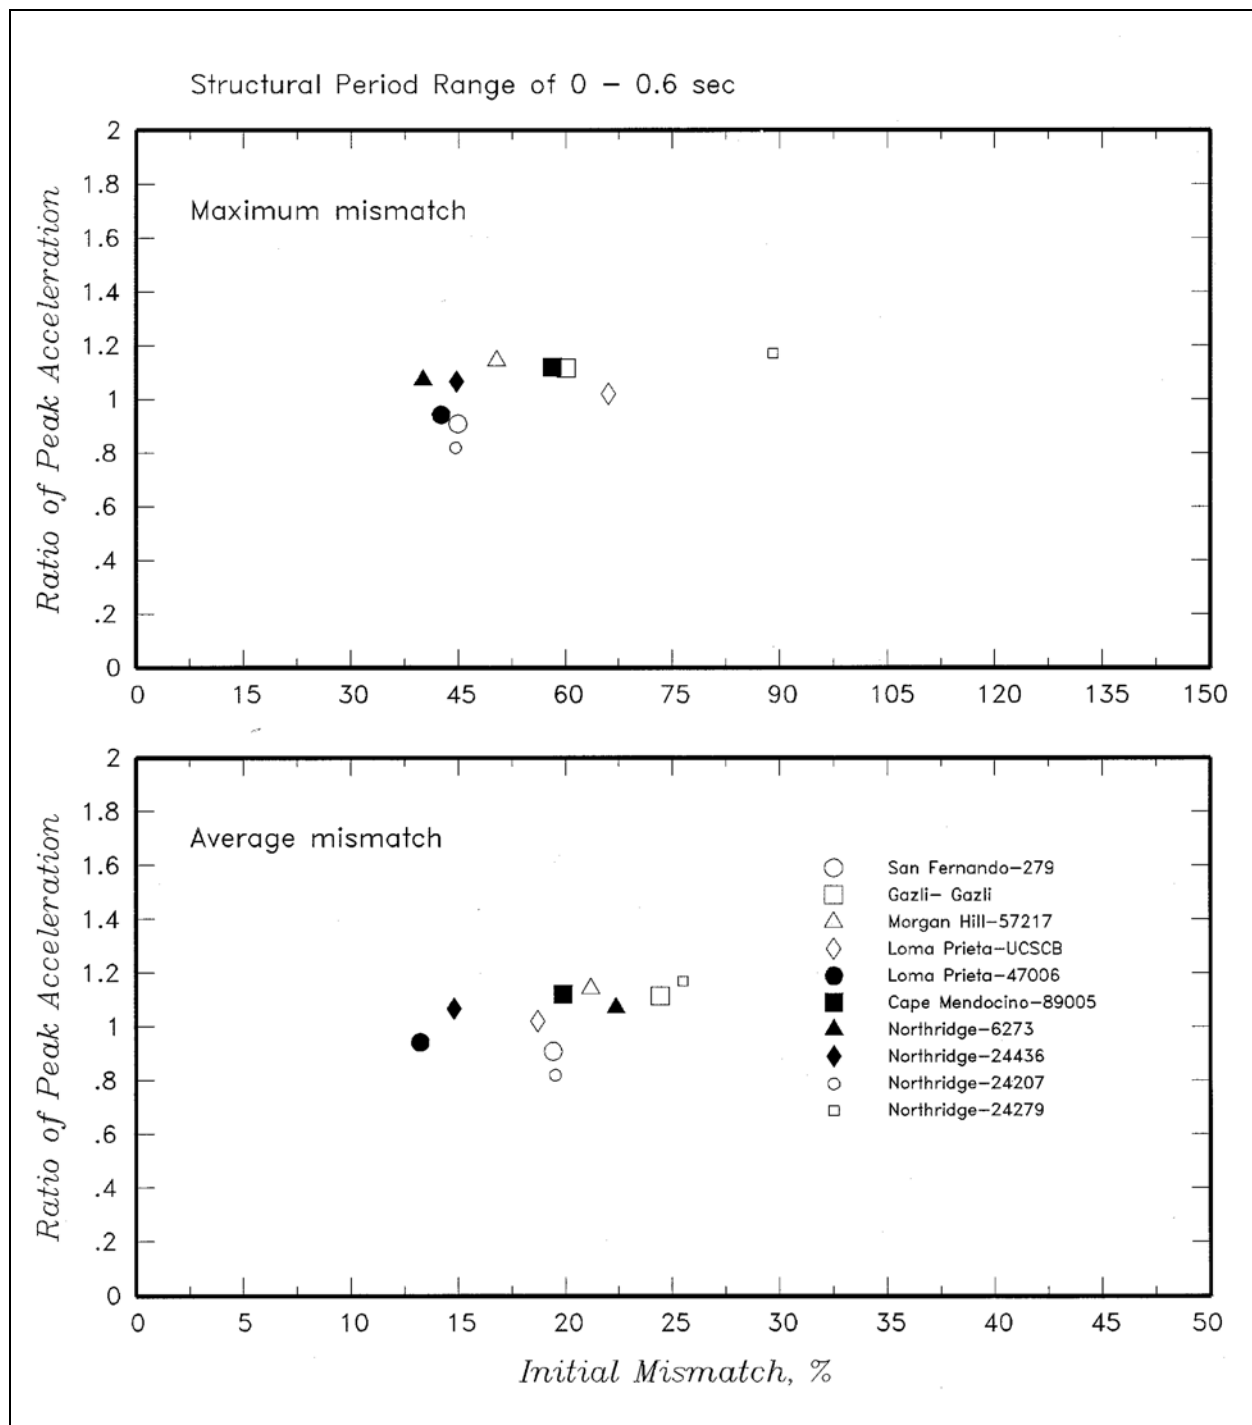 Structural Period Range of 0 – 0.6 sec
2
1.8
Maximum mismatch
1.6
1.4
1.2
1
.8
.6
.4
.2
0
Ratio of Peak Acceleration
0 15 30 45 60 75 90 105 120 135 150
2
1.8
Average mismatch
1.6
1.4
1.2
1
.8
.6
.4
.2
0
Ratio of Peak Acceleration
San Fernando–279
Gazli– Gazli
Morgan Hill–57217
Loma Prieta–UCSCB
Loma Prieta–47006
Cape Mendocino–89005
Northridge–6273
Northridge–24436
Northridge–24207
Northridge–24279
0 5 10 15 20 25 30 35 40 45 50
Initial Mismatch, %